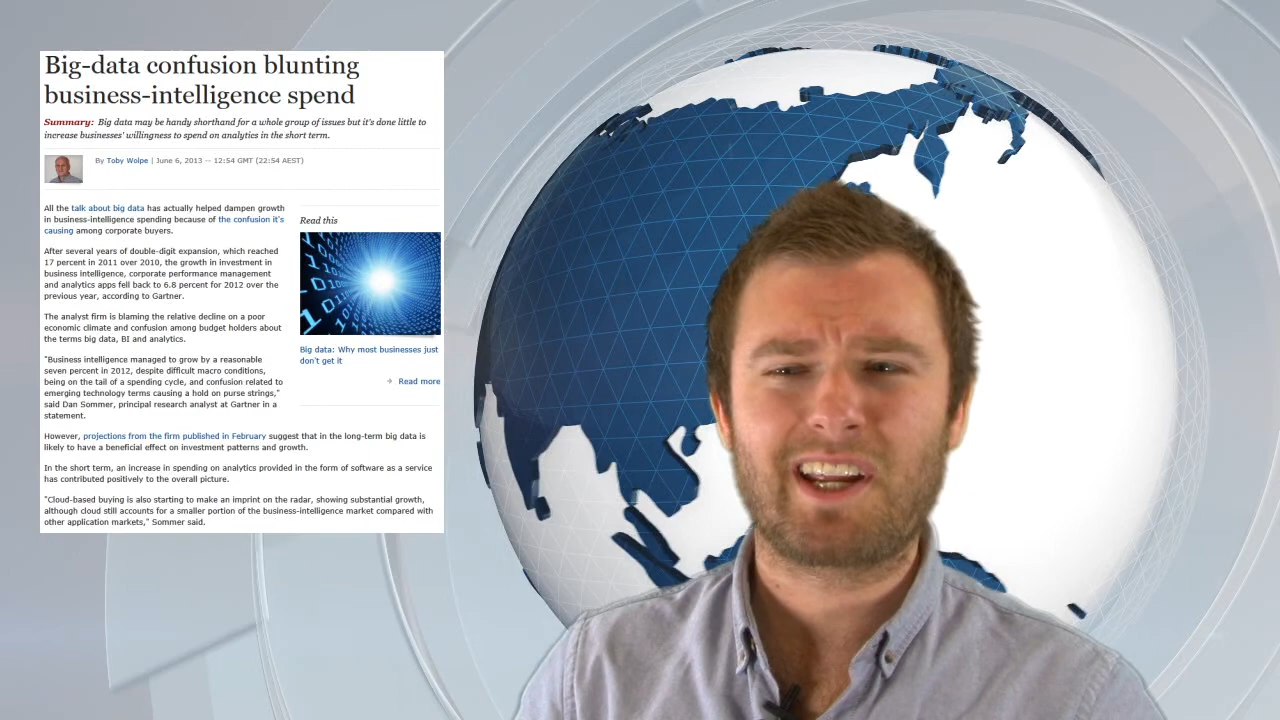 Big-data confusion blunting
business-intelligence spend
Summary: Big data may be handy shorthand for a whole group of issues but it's done little to
increase businesses' willingness to spend on analytics in the short term.
By Toby Wolpe | June 6, 2013 -- 12:54 GMT (22:54 AEST)
All the talk about big data has actually helped dampen growth
in business-intelligence spending because of the confusion it's
causing among corporate buyers.
After several years of double-digit expansion, which reached
17 percent in 2011 over 2010, the growth in investment in
business intelligence, corporate performance management
and analytics apps fell back to 6.8 percent for 2012 over the
previous year, according to Gartner.
The analyst firm is blaming the relative decline on a poor
economic climate and confusion among budget holders about
the terms big data, BI and analytics.
"Business intelligence managed to grow by a reasonable
seven percent in 2012, despite difficult macro conditions,
being on the tail of a spending cycle, and confusion related to
emerging technology terms causing a hold on purse strings,"
said Dan Sommer, principal research analyst at Gartner in a
statement.
Read this
Big data: Why most businesses just
don't get it
Read more
However, projections from the firm published in February suggest that in the long-term big data is
likely to have a beneficial effect on investment patterns and growth.
In the short term, an increase in spending on analytics provided in the form of software as a service
has contributed positively to the overall picture.
"Cloud-based buying is also starting to make an imprint on the radar, showing substantial growth,
although cloud still accounts for a smaller portion of the business-intelligence market compared with
other application markets," Sommer said.